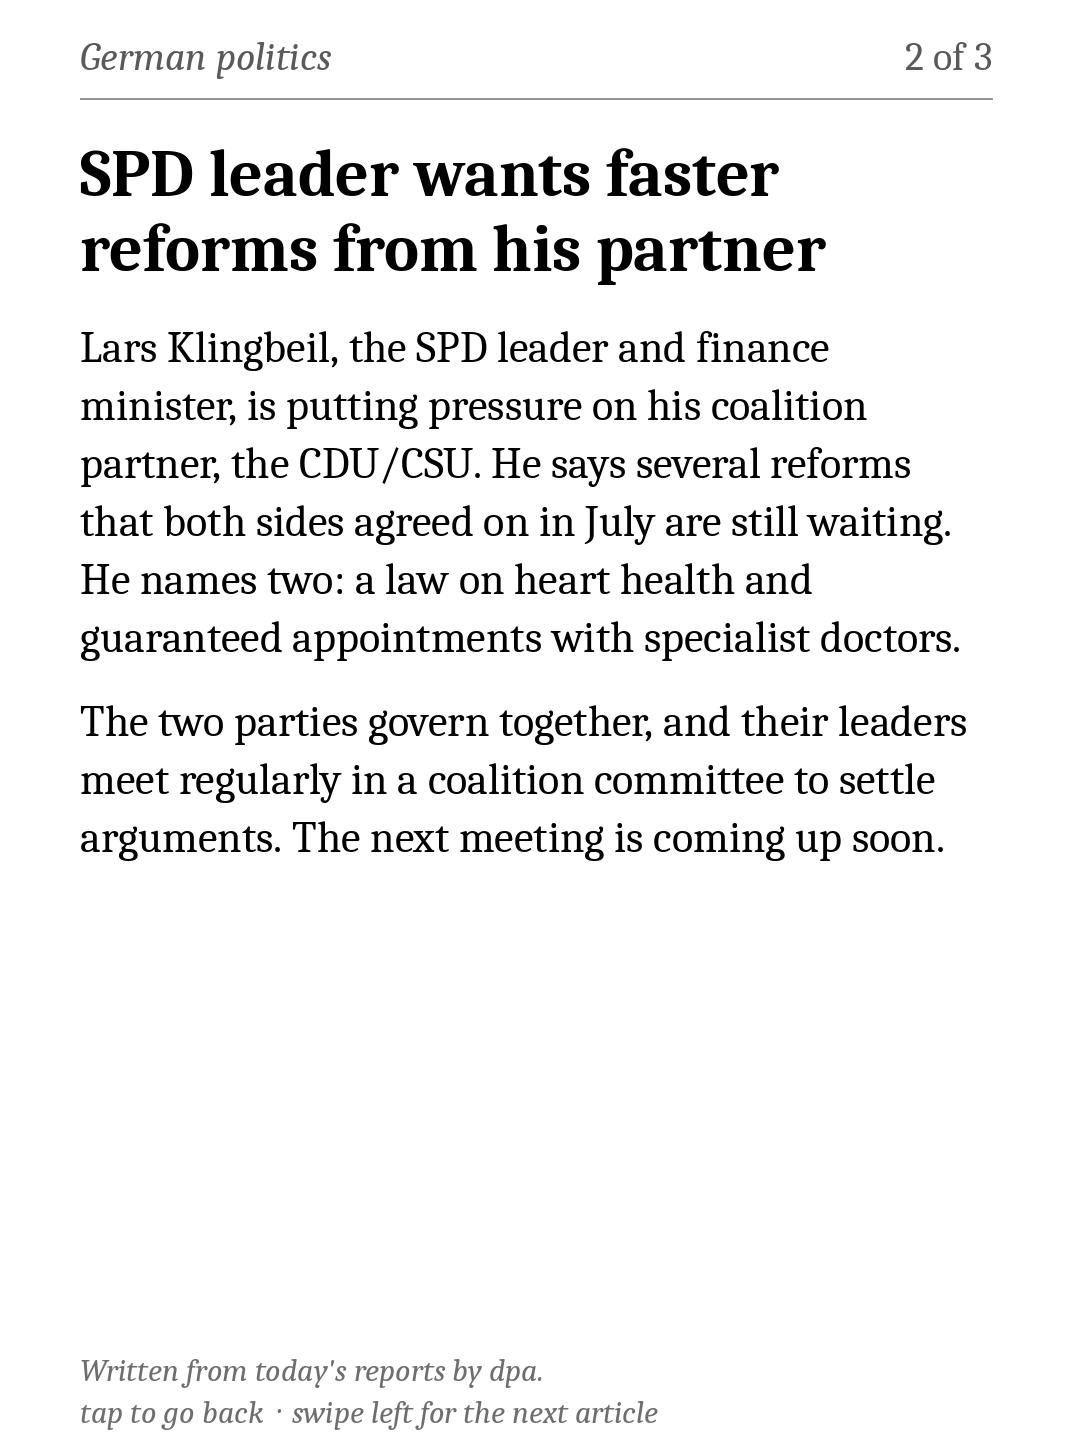 German politics
2 of 3
SPD leader wants faster
reforms from his partner
Lars Klingbeil, the SPD leader and finance
minister, is putting pressure on his coalition
partner, the CDU/CSU. He says several reforms
that both sides agreed on in July are still waiting.
He names two: a law on heart health and
guaranteed appointments with specialist doctors.
The two parties govern together, and their leaders
meet regularly in a coalition committee to settle
arguments. The next meeting is coming up soon.
Written from today's reports by dpa.
tap to go back · swipe left for the next article